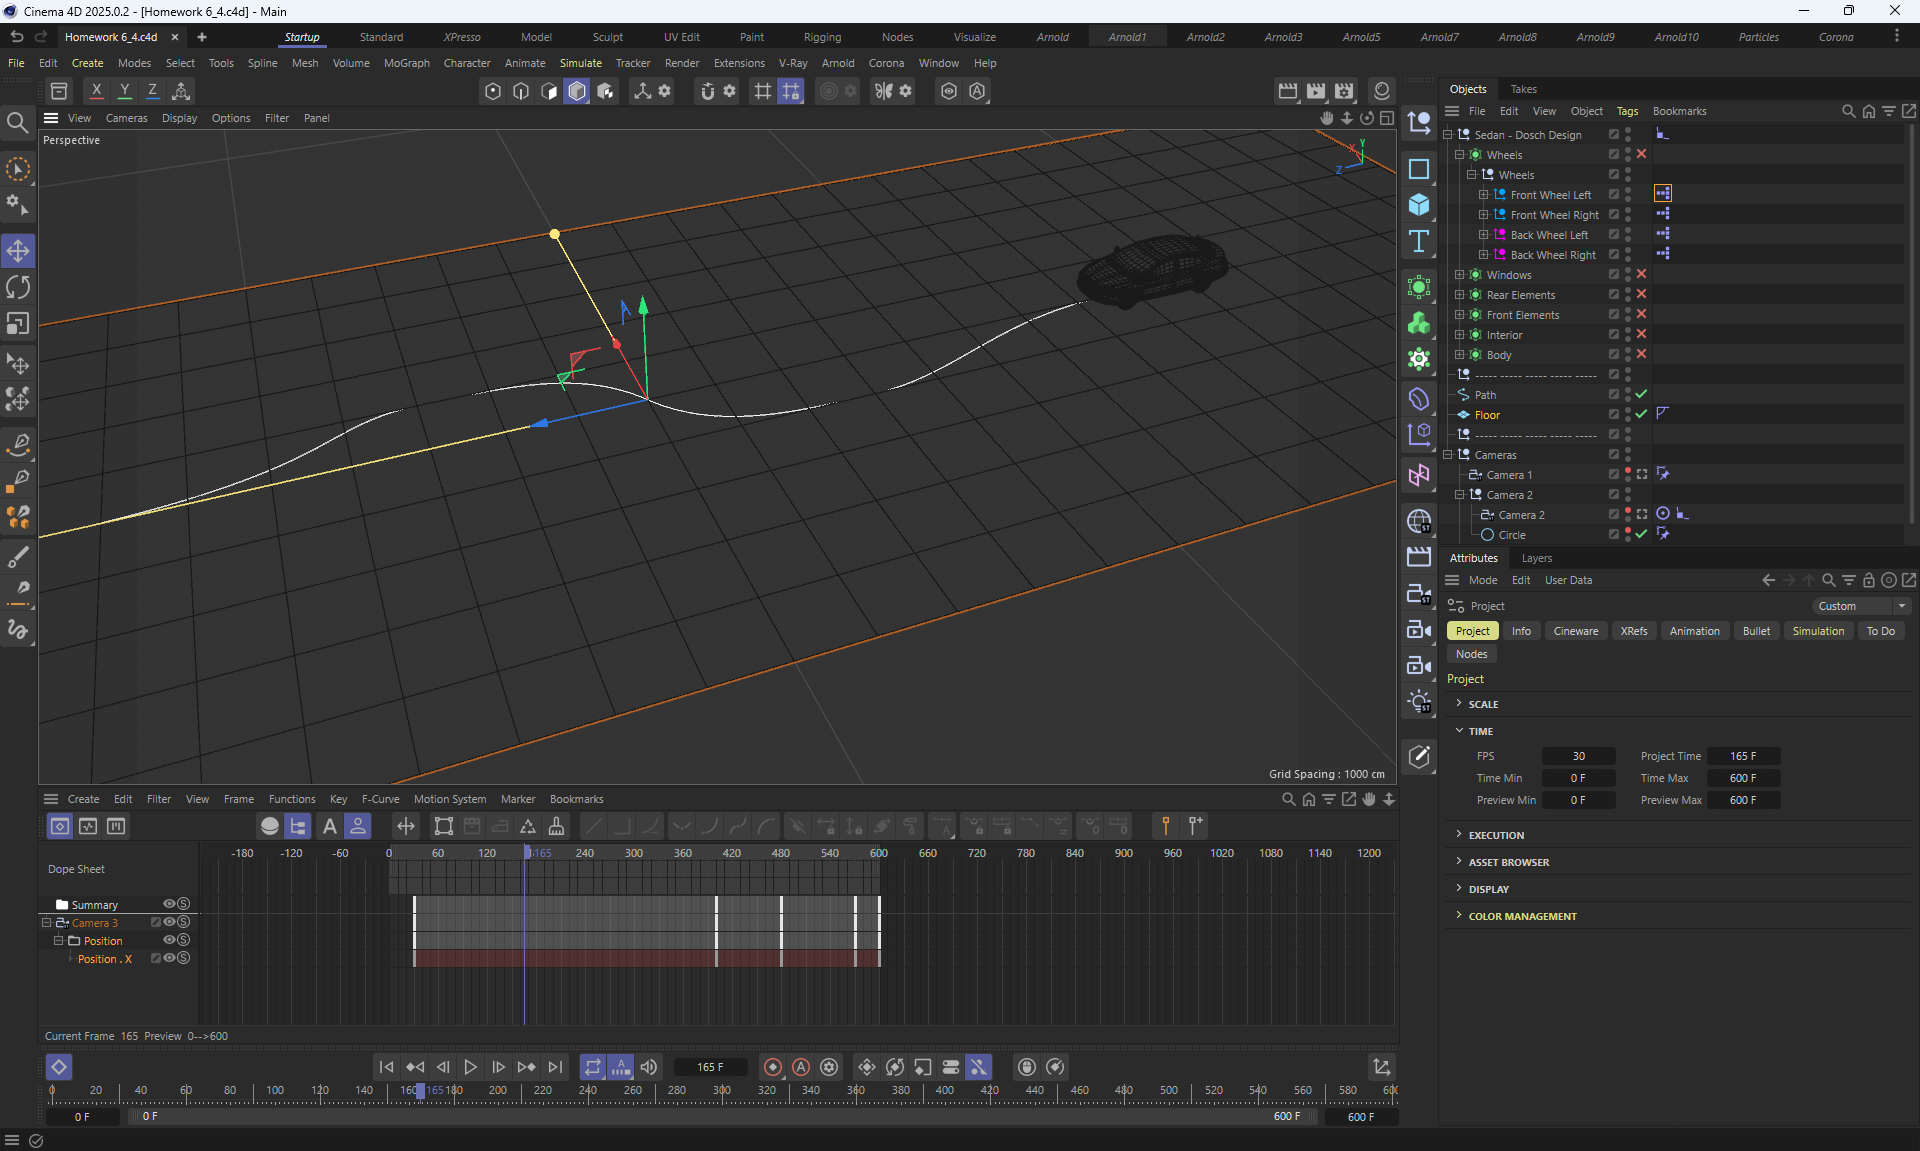 Cinema 4D 2025.0.2 - [Homework 6_4.c4d] - Main
Homework 6_4.c4d
Startup Standard XPresso Model Sculpt UV Edit Paint Rigging Nodes Visualize Arnold Arnold1 Arnold2 Arnold3 Arnold5 Arnold7 Arnold8 Arnold9 Arnold10 Particles Corona
File Edit Create Modes Select Tools Spline Mesh Volume MoGraph Character Animate Simulate Tracker Render Extensions V-Ray Arnold Corona Window Help
X Y Z
View Cameras Display Options Filter Panel
Perspective
Y
X
Z
Grid Spacing : 1000 cm
Objects Takes
File Edit View Object Tags Bookmarks
Sedan - Dosch Design
Wheels
Wheels
Front Wheel Left
Front Wheel Right
Back Wheel Left
Back Wheel Right
Windows
Rear Elements
Front Elements
Interior
Body
----- ----- ----- ----- -----
Path
Floor
----- ----- ----- ----- -----
Cameras
Camera 1
Camera 2
Camera 2
Circle
Attributes Layers
Mode Edit User Data
Project Custom
Project Info Cineware XRefs Animation Bullet Simulation To Do
Nodes
Project
SCALE
TIME
FPS 30 Project Time 165 F
Time Min 0 F Time Max 600 F
Preview Min 0 F Preview Max 600 F
EXECUTION
ASSET BROWSER
DISPLAY
COLOR MANAGEMENT
Create Edit Filter View Frame Functions Key F-Curve Motion System Marker Bookmarks
-180 -120 -60 0 60 120 165 240 300 360 420 480 540 600 660 720 780 840 900 960 1020 1080 1140 1200
Dope Sheet
Summary
Camera 3
Position
Position . X
Current Frame 165 Preview 0-->600
165 F
0 20 40 60 80 100 120 140 160 165 180 200 220 240 260 280 300 320 340 360 380 400 420 440 460 480 500 520 540 560 580 600
0 F 0 F 600 F 600 F